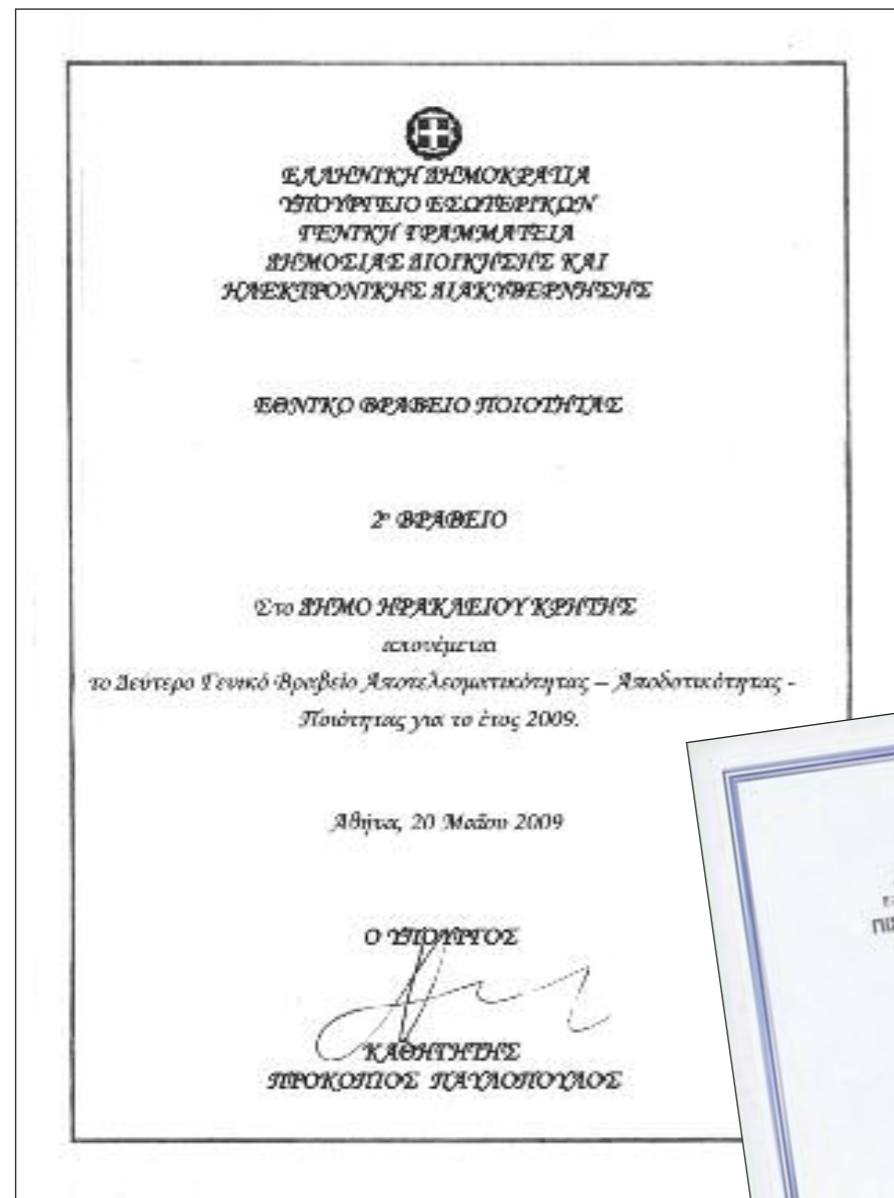 ΕΛΛΗΝΙΚΗ ΔΗΜΟΚΡΑΤΙΑ
ΥΠΟΥΡΓΕΙΟ ΕΣΩΤΕΡΙΚΩΝ
ΓΕΝΙΚΗ ΓΡΑΜΜΑΤΕΙΑ
ΔΗΜΟΣΙΑΣ ΔΙΟΙΚΗΣΗΣ ΚΑΙ
ΗΛΕΚΤΡΟΝΙΚΗΣ ΔΙΑΚΥΒΕΡΝΗΣΗΣ
ΕΘΝΙΚΟ ΒΡΑΒΕΙΟ ΠΟΙΟΤΗΤΑΣ
2ο ΒΡΑΒΕΙΟ
Στο ΔΗΜΟ ΗΡΑΚΛΕΙΟΥ ΚΡΗΤΗΣ
απονέμεται
το Δεύτερο Γενικό Βραβείο Αποτελεσματικότητας – Αποδοτικότητας -
Ποιότητας για το έτος 2009.
Αθήνα, 20 Μαΐου 2009
Ο ΥΠΟΥΡΓΟΣ
ΚΑΘΗΓΗΤΗΣ
ΠΡΟΚΟΠΙΟΣ ΠΑΥΛΟΠΟΥΛΟΣ